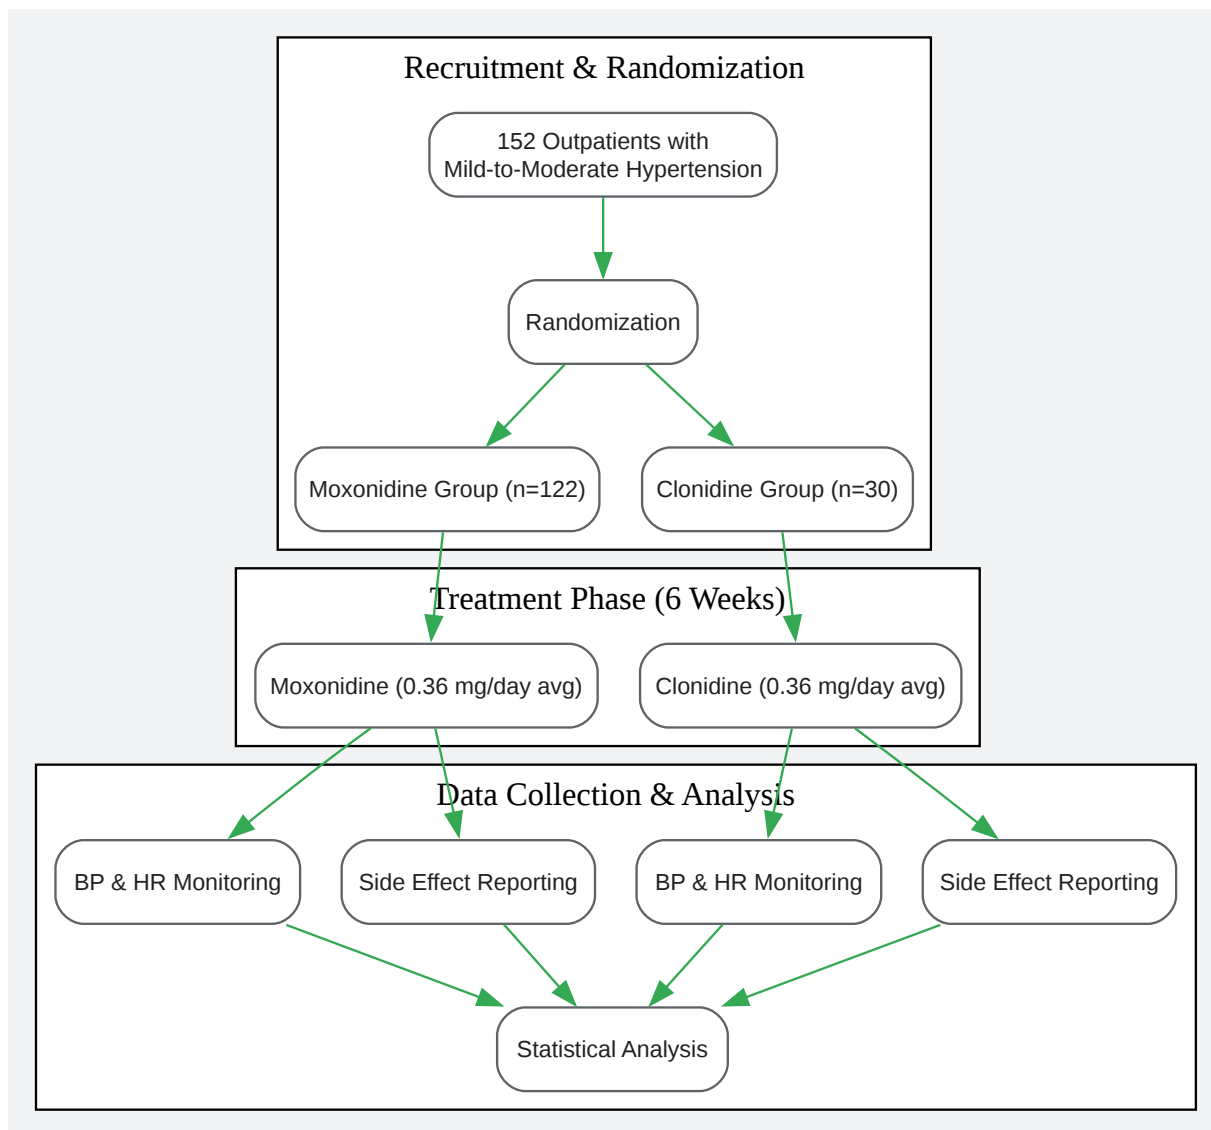 Recruitment & Randomization
152 Outpatients with
Mild-to-Moderate Hypertension
Randomization
Moxonidine Group (n=122)
Clonidine Group (n=30)
Treatment Phase (6 Weeks)
Moxonidine (0.36 mg/day avg)
Clonidine (0.36 mg/day avg)
Data Collection & Analysis
BP & HR Monitoring
Side Effect Reporting
BP & HR Monitoring
Side Effect Reporting
Statistical Analysis